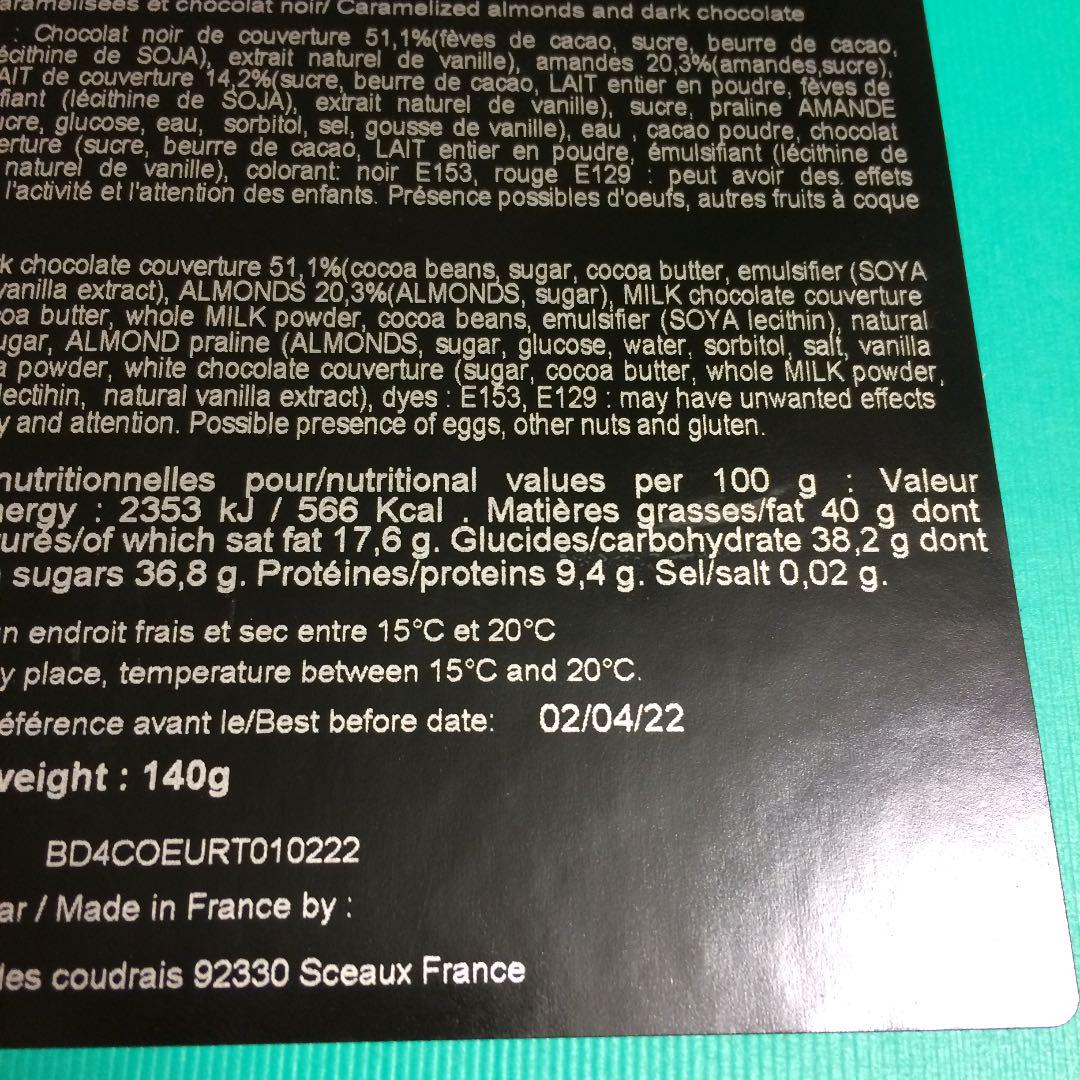 aramélisées et chocolat noir/ Caramelized almonds and dark chocolate
: Chocolat noir de couverture 51,1%(fèves de cacao, sucre, beurre de cacao,
écithine de SOJA), extrait naturel de vanille), amandes 20,3%(amandes,sucre),
AIT de couverture 14,2%(sucre, beurre de cacao, LAIT entier en poudre, fèves de
fiant (lécithine de SOJA), extrait naturel de vanille), sucre, praline AMANDE
ucre, glucose, eau, sorbitol, sel, gousse de vanille), eau , cacao poudre, chocolat
erture (sucre, beurre de cacao, LAIT entier en poudre, émulsifiant (lécithine de
naturel de vanille), colorant: noir E153, rouge E129 : peut avoir des effets
l'activité et l'attention des enfants. Présence possibles d'oeufs, autres fruits à coque
k chocolate couverture 51,1%(cocoa beans, sugar, cocoa butter, emulsifier (SOYA
vanilla extract), ALMONDS 20,3%(ALMONDS, sugar), MILK chocolate couverture
oa butter, whole MILK powder, cocoa beans, emulsifier (SOYA lecithin), natural
ugar, ALMOND praline (ALMONDS, sugar, glucose, water, sorbitol, salt, vanilla
a powder, white chocolate couverture (sugar, cocoa butter, whole MILK powder,
lectihin, natural vanilla extract), dyes : E153, E129 : may have unwanted effects
y and attention. Possible presence of eggs, other nuts and gluten.
nutritionnelles pour/nutritional values per 100 g : Valeur
nergy : 2353 kJ / 566 Kcal . Matières grasses/fat 40 g dont
urés/of which sat fat 17,6 g. Glucides/carbohydrate 38,2 g dont
sugars 36,8 g. Protéines/proteins 9,4 g. Sel/salt 0,02 g.
n endroit frais et sec entre 15°C et 20°C
y place, temperature between 15°C and 20°C.
éférence avant le/Best before date: 02/04/22
weight : 140g
BD4COEURT010222
ar / Made in France by :
des coudrais 92330 Sceaux France